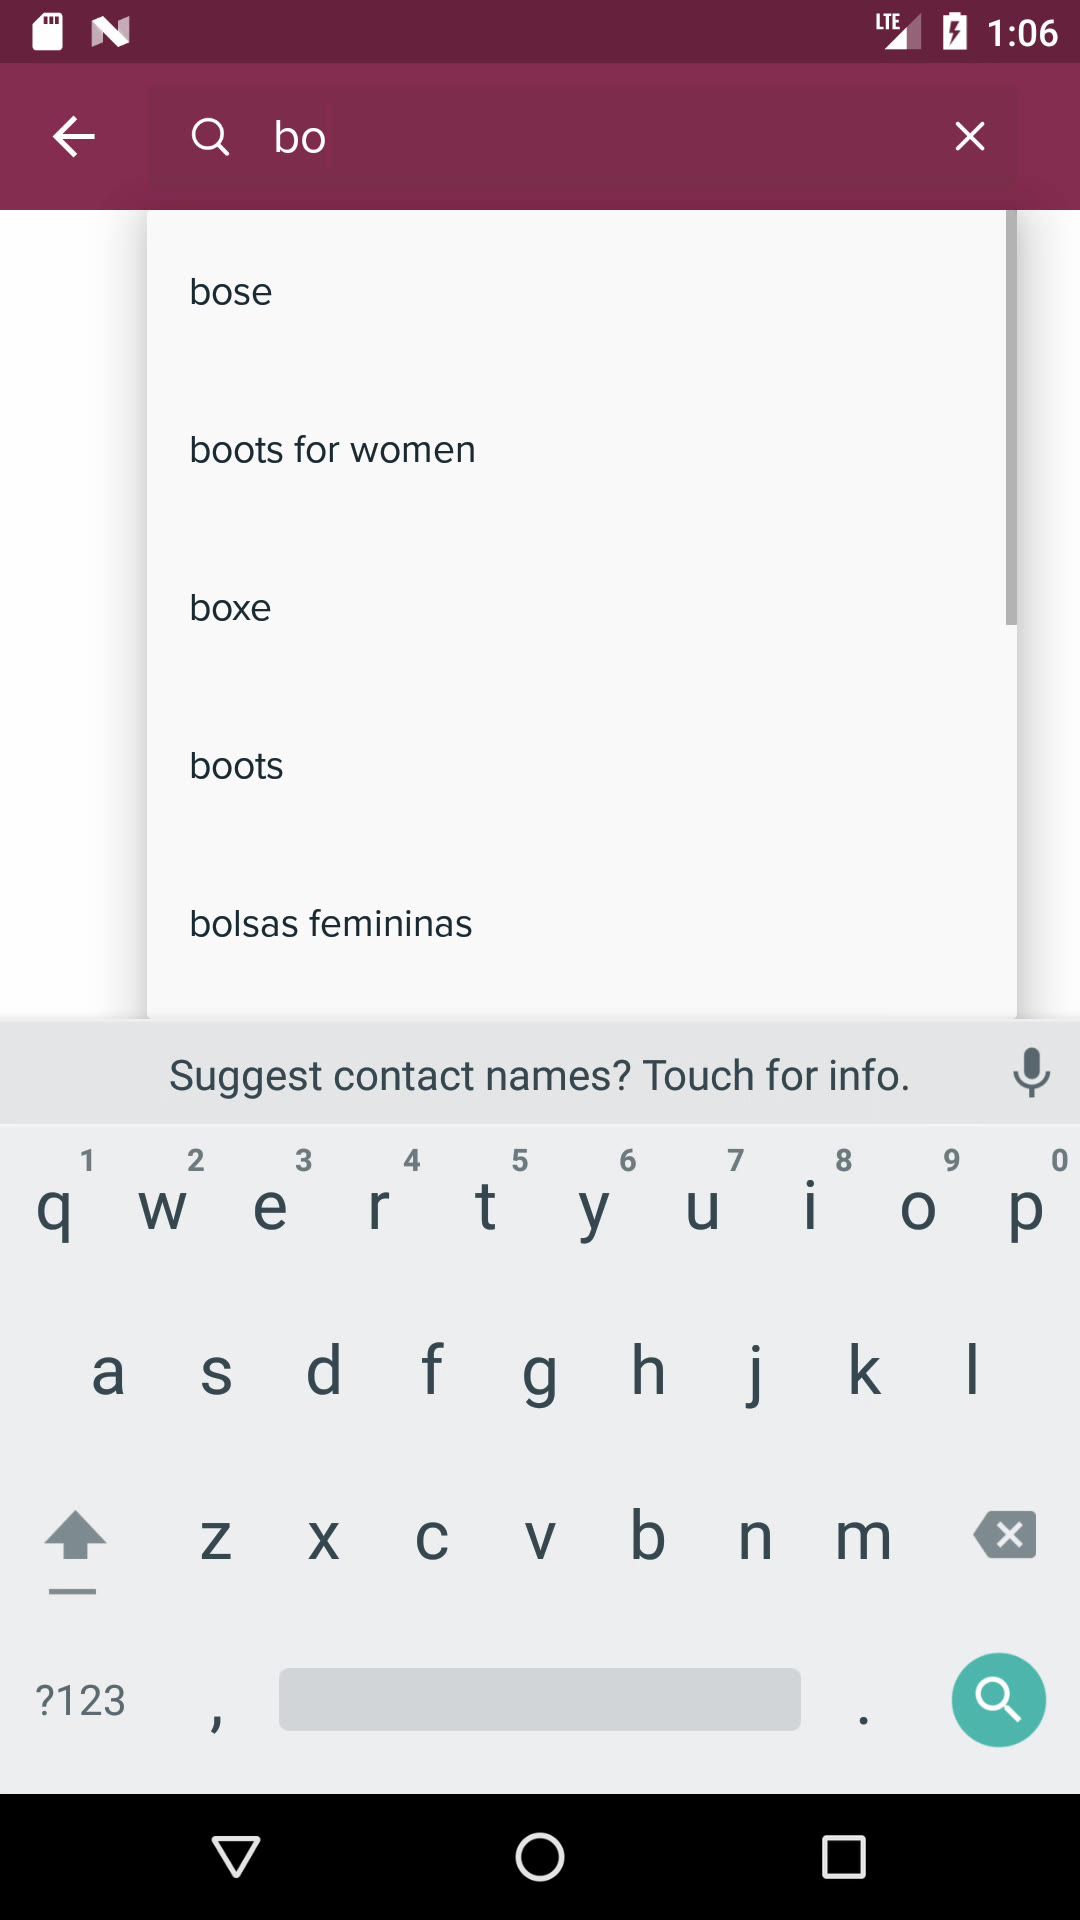 LTE 1:06
bo
bose
boots for women
boxe
boots
bolsas femininas
Suggest contact names? Touch for info.
1 2 3 4 5 6 7 8 9 0
q w e r t y u i o p
a s d f g h j k l
z x c v b n m
?123 , .